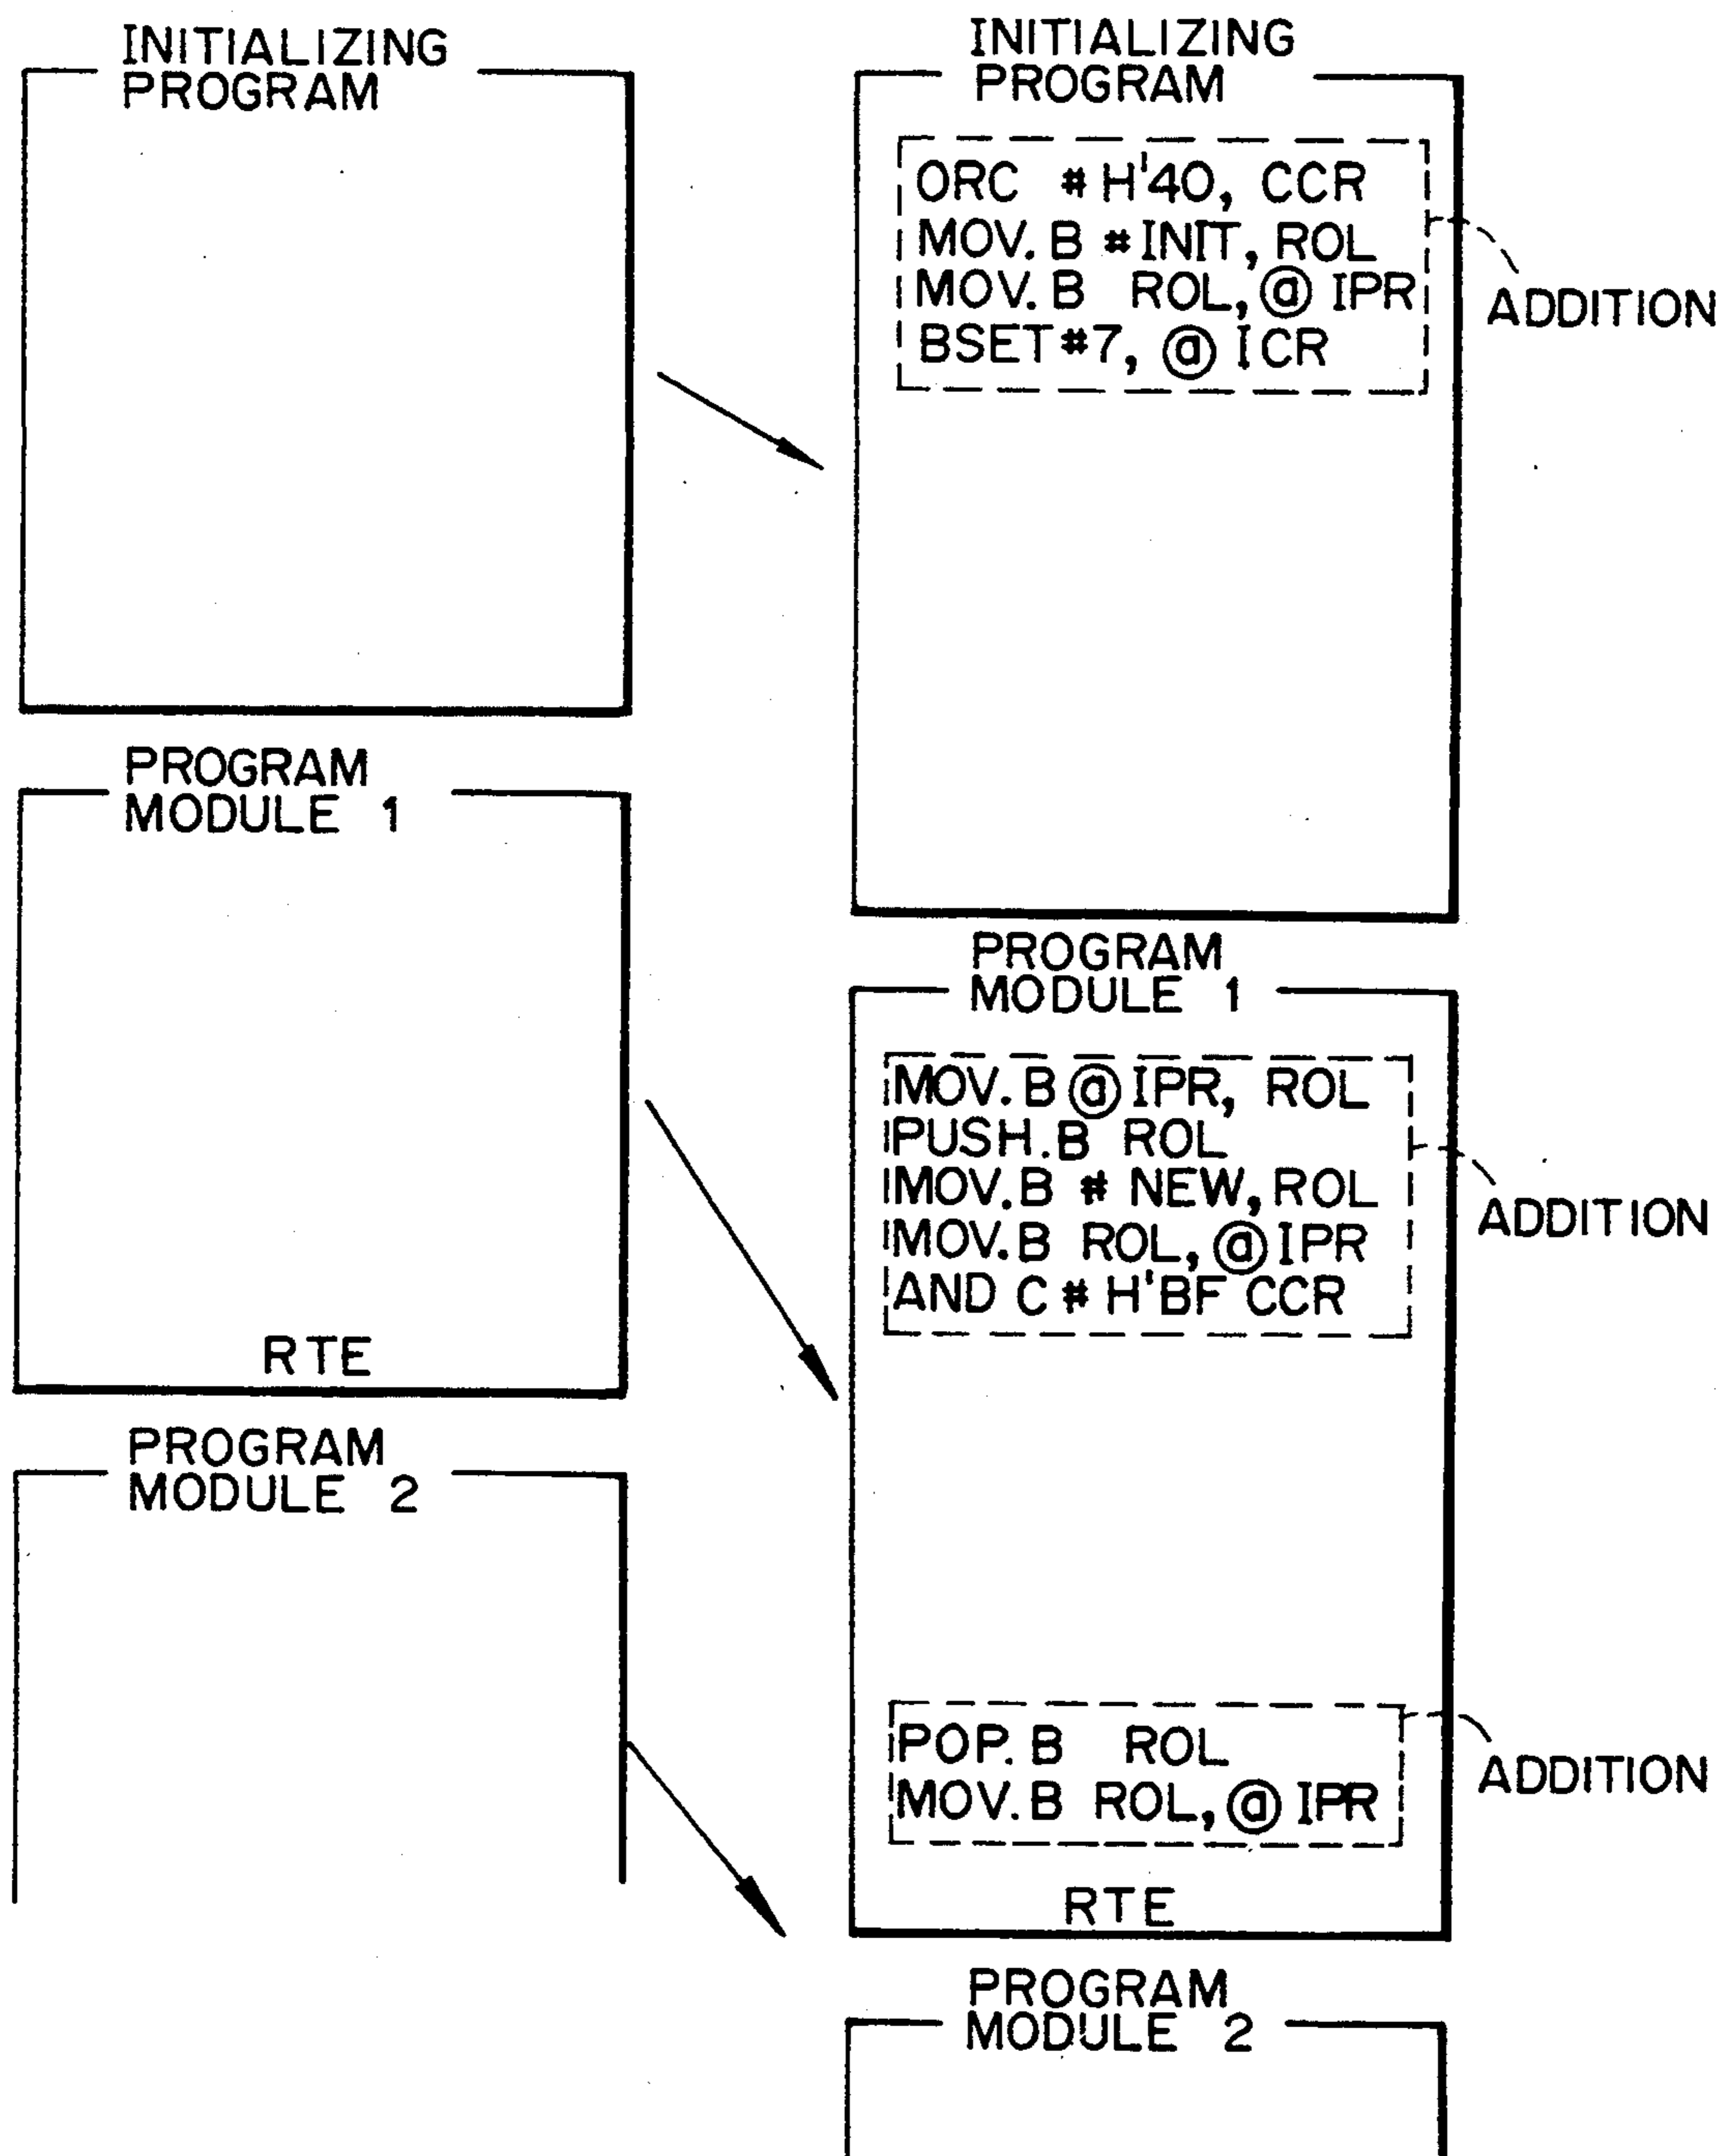 INITIALIZING
PROGRAM
PROGRAM
MODULE 1
RTE
PROGRAM
MODULE 2
INITIALIZING
PROGRAM
ORC # H'40, CCR
MOV. B # INIT, ROL
MOV. B ROL, @ IPR
BSET #7, @ ICR
ADDITION
PROGRAM
MODULE 1
MOV. B @ IPR, ROL
PUSH. B ROL
MOV. B # NEW, ROL
MOV. B ROL, @ IPR
AND C # H'BF CCR
ADDITION
POP. B ROL
MOV. B ROL, @ IPR
ADDITION
RTE
PROGRAM
MODULE 2